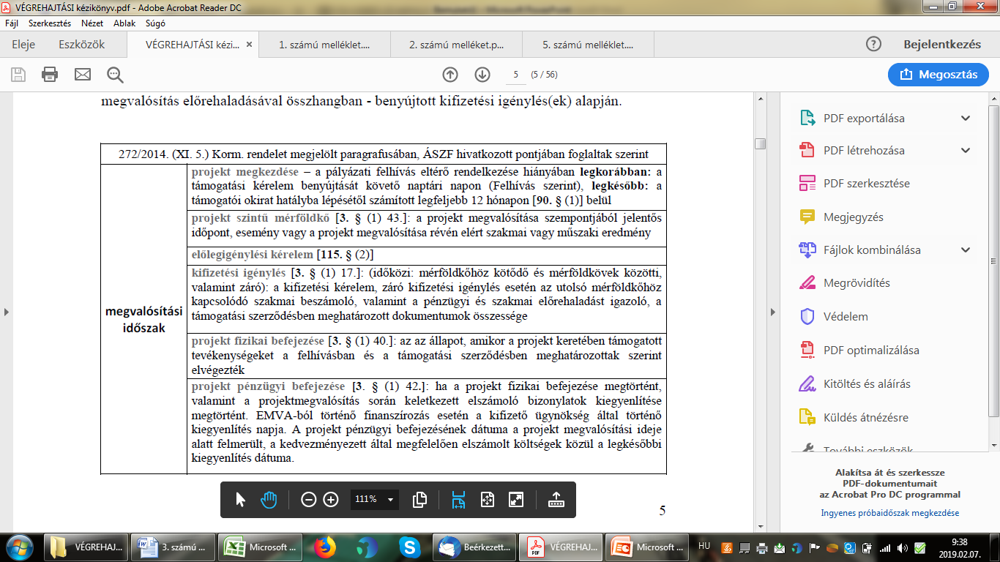 VÉGREHAJTÁSI kézikönyv.pdf - Adobe Acrobat Reader DC
Fájl Szerkesztés Nézet Ablak Súgó
Eleje Eszközök VÉGREHAJTÁSI kézi... × 1. számú melléklet.... 2. számú melléket.p... 5. számú melléklet.... Bejelentkezés
5 (5 / 56) Megosztás
megvalósítás előrehaladásával összhangban - benyújtott kifizetési igénylés(ek) alapján.
272/2014. (XI. 5.) Korm. rendelet megjelölt paragrafusában, ÁSZF hivatkozott pontjában foglaltak szerint
megvalósítási
időszak
projekt megkezdése – a pályázati felhívás eltérő rendelkezése hiányában legkorábban: a
támogatási kérelem benyújtását követő naptári napon (Felhívás szerint), legkésőbb: a
támogatói okirat hatályba lépésétől számított legfeljebb 12 hónapon [90. § (1)] belül
projekt szintű mérföldkő [3. § (1) 43.]: a projekt megvalósítása szempontjából jelentős
időpont, esemény vagy a projekt megvalósítása révén elért szakmai vagy műszaki eredmény
előlegigénylési kérelem [115. § (2)]
kifizetési igénylés [3. § (1) 17.]: (időközi: mérföldkőhöz kötődő és mérföldkövek közötti,
valamint záró): a kifizetési kérelem, záró kifizetési igénylés esetén az utolsó mérföldkőhöz
kapcsolódó szakmai beszámoló, valamint a pénzügyi és szakmai előrehaladást igazoló, a
támogatási szerződésben meghatározott dokumentumok összessége
projekt fizikai befejezése [3. § (1) 40.]: az az állapot, amikor a projekt keretében támogatott
tevékenységeket a felhívásban és a támogatási szerződésben meghatározottak szerint
elvégezték
projekt pénzügyi befejezése [3. § (1) 42.]: ha a projekt fizikai befejezése megtörtént,
valamint a projektmegvalósítás során keletkezett elszámoló bizonylatok kiegyenlítése
megtörtént. EMVA-ból történő finanszírozás esetén a kifizető ügynökség által történő
kiegyenlítés napja. A projekt pénzügyi befejezésének dátuma a projekt megvalósítási ideje
alatt felmerült, a kedvezményezett által megfelelően elszámolt költségek közül a legkésőbbi
kiegyenlítés dátuma.
111%
5
PDF exportálása
PDF létrehozása
PDF szerkesztése
Megjegyzés
Fájlok kombinálása
Megrövidítés
Védelem
PDF optimalizálása
Kitöltés és aláírás
Küldés átnézésre
További eszközök
Alakítsa át és szerkessze
PDF-dokumentumait
az Acrobat Pro DC programmal
Ingyenes próbaidőszak megkezdése
VÉGREHAJ... 3. számú ... Microsoft ... Beérkezett... VÉGREHAJ... Microsoft ... HU 9:38
2019.02.07.